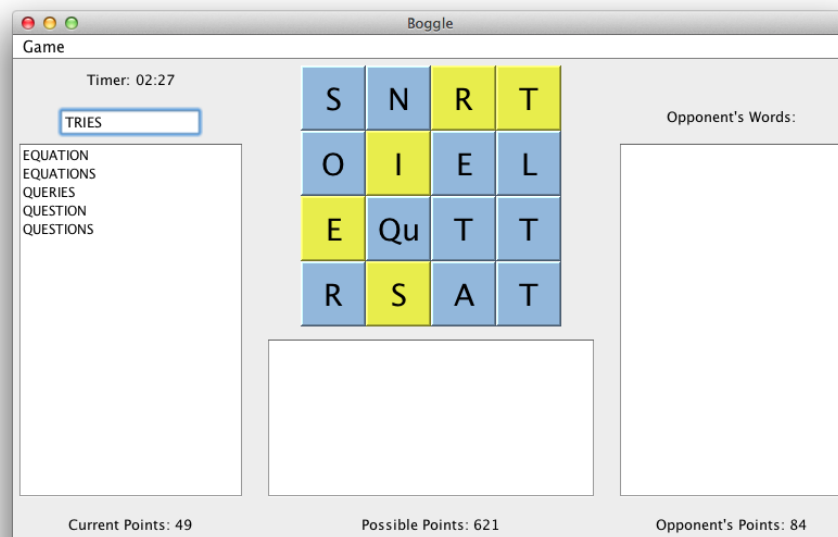 Boggle
Game
Timer: 02:27
TRIES
EQUATION
EQUATIONS
QUERIES
QUESTION
QUESTIONS
S N R T
O I E L
E Qu T T
R S A T
Opponent's Words:
Current Points: 49
Possible Points: 621
Opponent's Points: 84